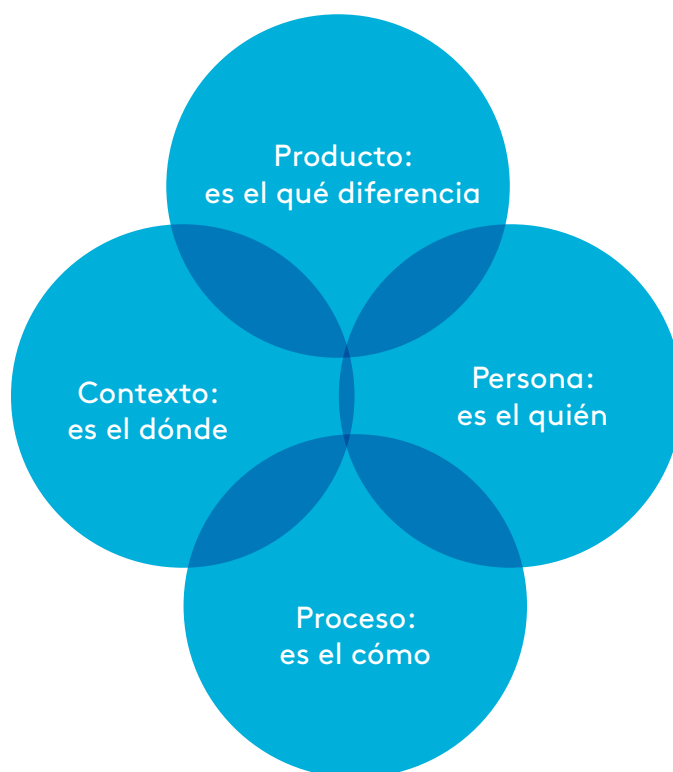 Producto:
es el qué diferencia
Contexto:
es el dónde
Persona:
es el quién
Proceso:
es el cómo